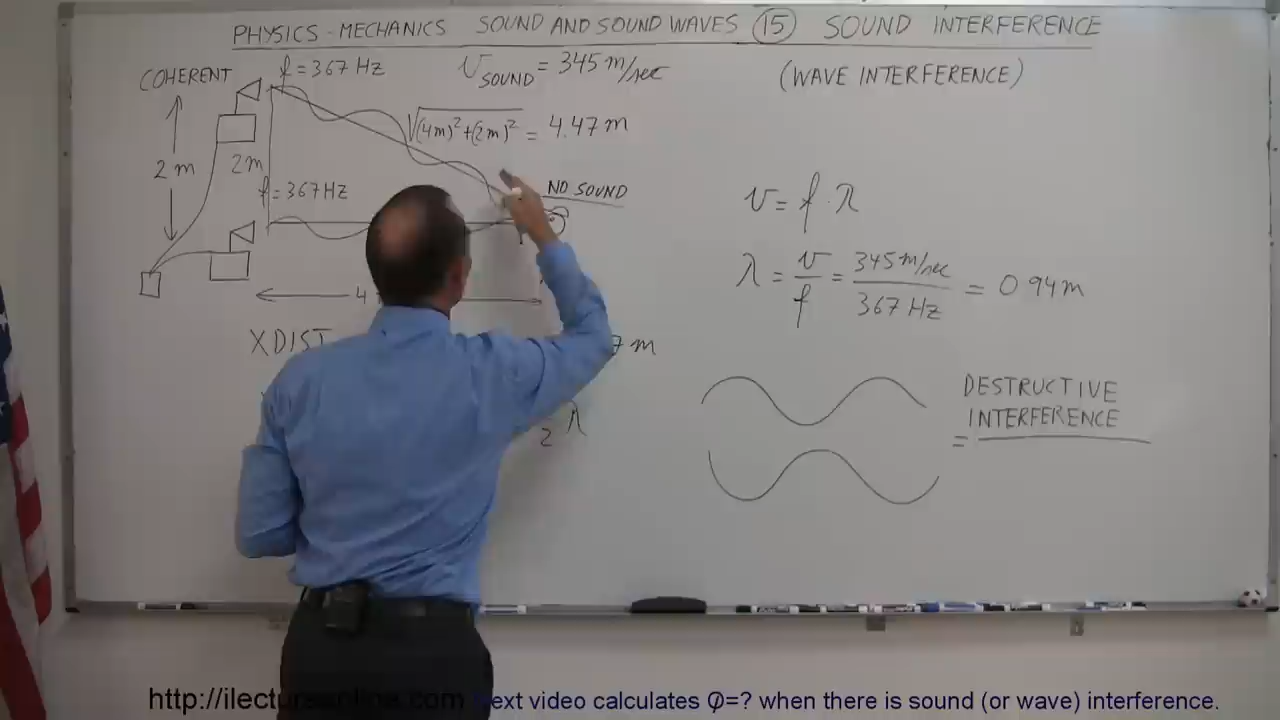 PHYSICS - MECHANICS SOUND AND SOUND WAVES 15 SOUND INTERFERENCE
(WAVE INTERFERENCE)
COHERENT
f = 367 Hz
v SOUND = 345 m/sec
√(4m)²+(2m)² = 4.47 m
2 m
2m
f = 367 HZ
NO SOUND
4
v = f · λ
λ = v/f = 345 m/sec / 367 HZ = 0.94 m
X DIST
7 m
2 λ
DESTRUCTIVE
INTERFERENCE
=
http://ilectureonline.com Next video calculates φ=? when there is sound (or wave) interference.